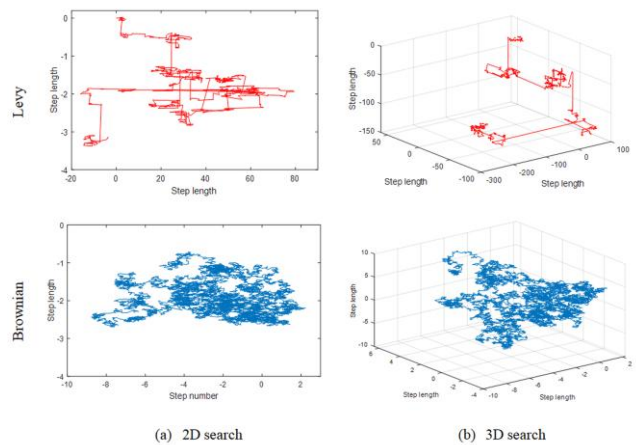 Levy
0
-1
-2
-3
-4
Step length
-20 0 20 40 60 80
Step length
0
-50
-100
-150
Step length
50 0 -50 -100
Step length
-300 -200 -100 0 100
Step length
Brownian
0
-1
-2
-3
-4
Step length
-10 -8 -6 -4 -2 0 2
Step number
10
5
0
-5
-10
Step length
6 4 2 0 -2 -4
Step length
-10 -8 -6 -4 -2 0 2
Step length
(a) 2D search
(b) 3D search